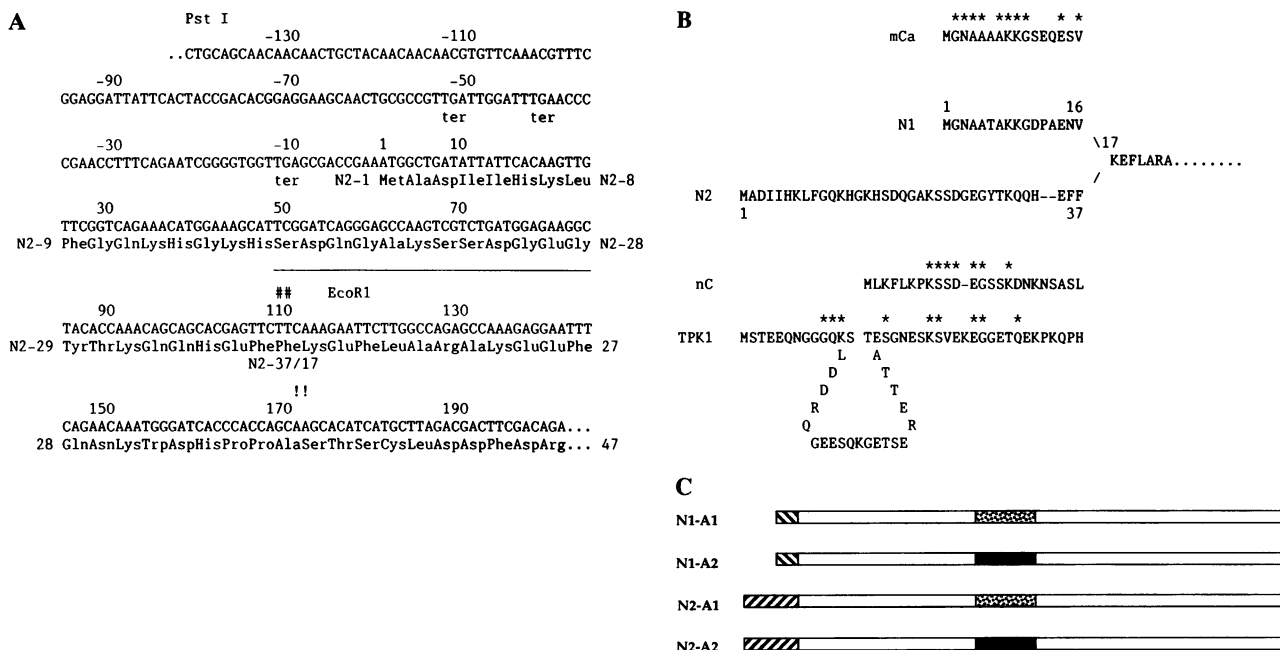 A
Pst I
-130 -110
..CTGCAGCAACAACAACTGCTACAACAACAACGTGTTCAAACGTTTC
-90 -70 -50
GGAGGATTATTCACTACCGACACGGAGGAAGCAACTGCGCCGTTGATTGGATTTGAACCC
ter ter
-30 -10 1 10
CGAACCTTTCAGAATCGGGGTGGTTGAGCGACCGAAATGGCTGATATTATTCACAAGTTG
ter N2-1 MetAlaAspIleIleHisLysLeu N2-8
30 50 70
TTCGGTCAGAAACATGGAAAGCATTCGGATCAGGGAGCCAAGTCGTCTGATGGAGAAGGC
N2-9 PheGlyGlnLysHisGlyLysHisSerAspGlnGlyAlaLysSerSerAspGlyGluGly N2-28
## EcoR1
90 110 130
TACACCAAACAGCAGCACGAGTTCTTCAAAGAATTCTTGGCCAGAGCCAAAGAGGAATTT
N2-29 TyrThrLysGlnGlnHisGluPhePheLysGluPheLeuAlaArgAlaLysGluGluPhe 27
N2-37/17
!!
150 170 190
CAGAACAAATGGGATCACCCACCAGCAAGCACATCATGCTTAGACGACTTCGACAGA...
28 GlnAsnLysTrpAspHisProProAlaSerThrSerCysLeuAspAspPheAspArg... 47
B
**** **** * *
mCa MGNAAAAKKGSEQESV
1 16
N1 MGNAATAKKGDPAENV
\17
KEFLARA........
/
N2 MADIIHKLFGQKHGKHSDQGAKSSDGEGYTKQQH--EFF
1 37
**** ** *
nC MLKFLKPKSSD-EGSSKDNKNSASL
*** * ** ** *
TPK1 MSTEEQNGGGQKS TESGNESKSVEKEGGETQEKPKQPH
L A
D T
D T
R E
Q R
GEESQKGETSE
C
N1-A1
N1-A2
N2-A1
N2-A2